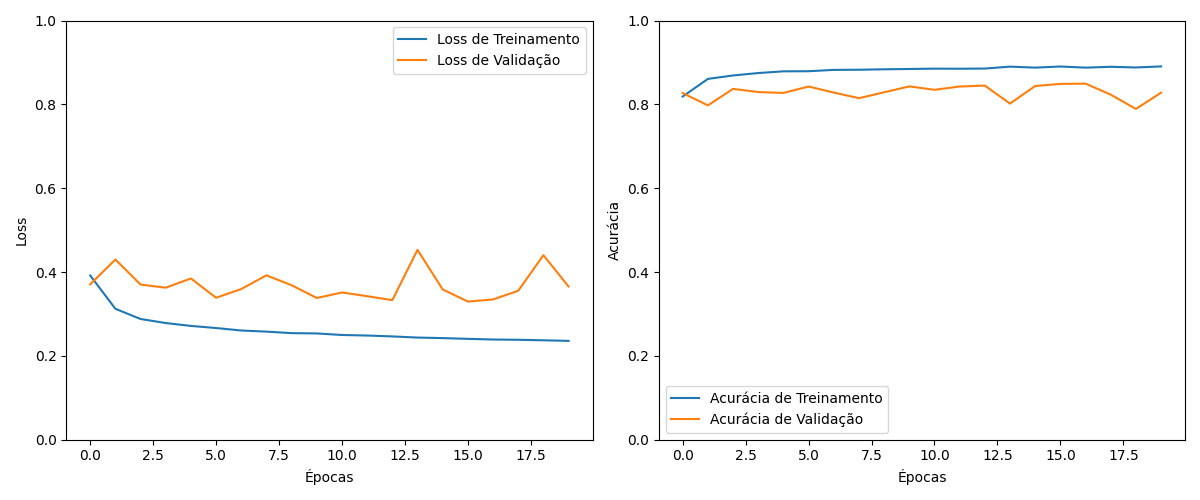 Loss de Treinamento
Loss de Validação
1.0
0.8
0.6
0.4
0.2
0.0
Loss
0.0 2.5 5.0 7.5 10.0 12.5 15.0 17.5
Épocas
1.0
0.8
0.6
0.4
0.2
0.0
Acurácia
Acurácia de Treinamento
Acurácia de Validação
0.0 2.5 5.0 7.5 10.0 12.5 15.0 17.5
Épocas